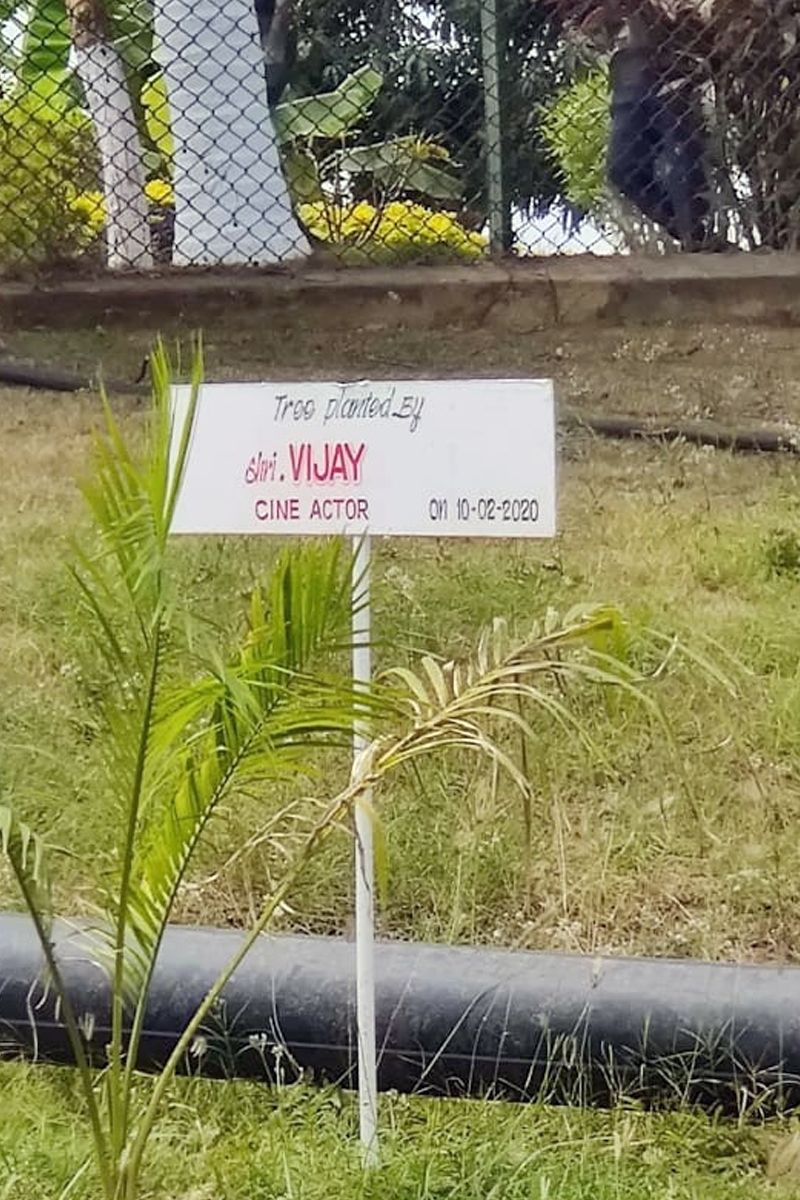 Tree planted By
Shri. VIJAY
CINE ACTOR on 10-02-2020